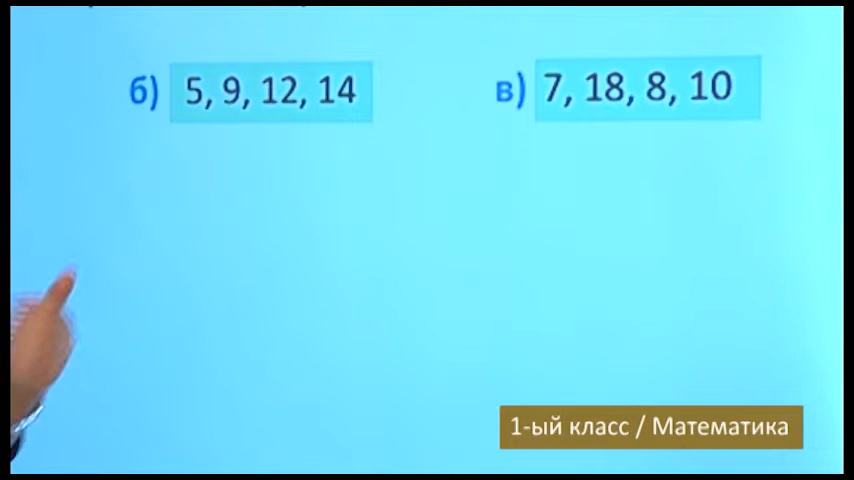 б) 5, 9, 12, 14
в) 7, 18, 8, 10
1-ый класс / Математика